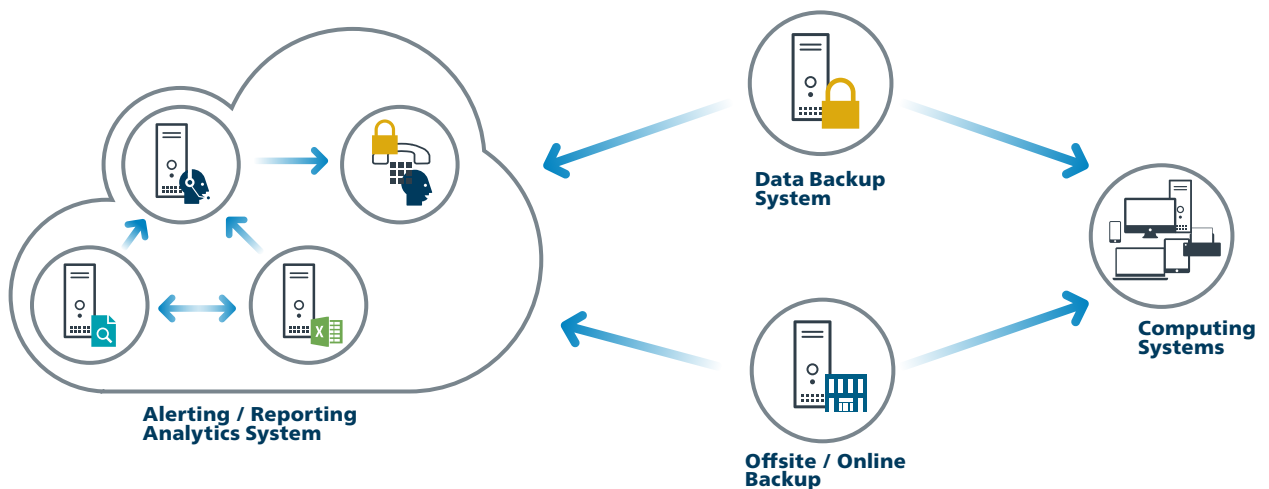 Data Backup
System
Computing
Systems
Alerting / Reporting
Analytics System
Offsite / Online
Backup
X